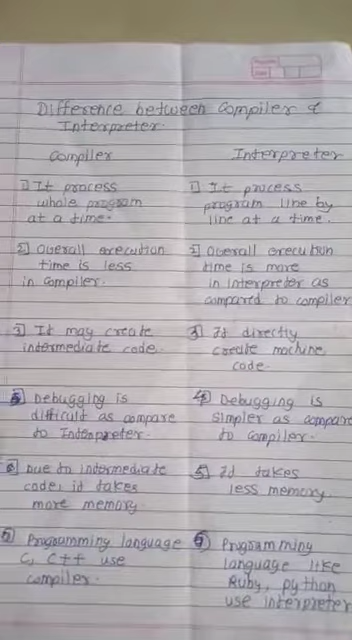 Difference between Compiler &
Interpreter.
Compiler
1) It process
whole program
at a time.
2) Overall execution
time is less
in compiler.
3) It may create
intermediate code.
Debugging is
difficult as compare
to Interpreter.
Due to intermediate
code, it takes
more memory.
Programming language
C, C++ use
compiler.
Interpreter
1) It process
program line by
line at a time.
2) Overall execution
time is more
in interpreter as
compared to compiler
3) It directly
create machine
code.
4) Debugging is
simpler as compare
to compiler.
5) It takes
less memory.
6) Programming
language like
Ruby, python
use interpreter